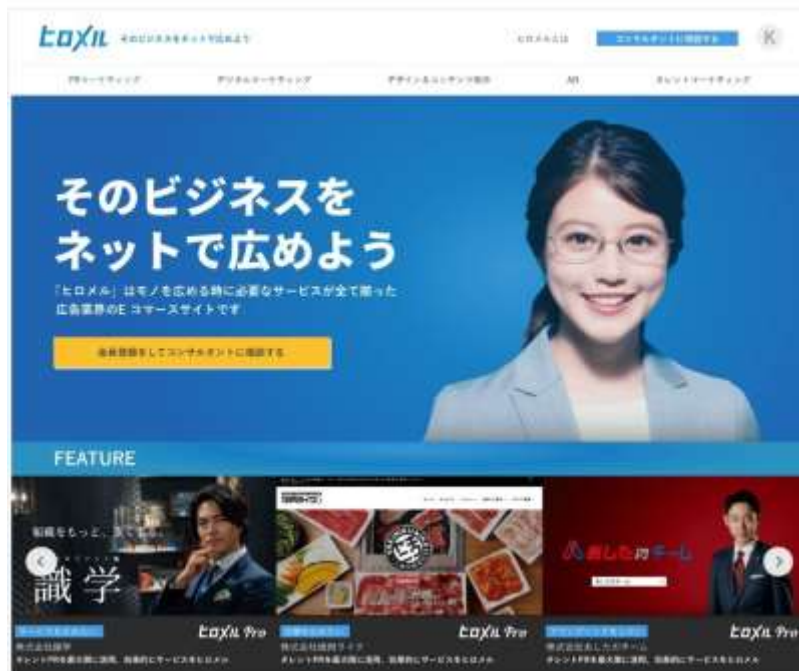 ヒロメル そのビジネスをネットで広めよう
ヒロメルとは コンサルタントに相談する K
PRマーケティング デジタルマーケティング デザイン&コンテンツ制作 AD タレントマーケティング
そのビジネスを
ネットで広めよう
「ヒロメル」はモノを広める時に必要なサービスが全て揃った
広告業界のEコマースサイトです
会員登録をしてコンサルタントに相談する
FEATURE
組織をもっと、
識学
あした のチーム
ヒロメル Pro
株式会社識学
タレントPRを最大限に活用、効果的にサービスをヒロメル
ヒロメル Pro
タレントPRを最大限に活用、効果的にサービスをヒロメル
ヒロメル Pro
株式会社あしたのチーム
タレントPRを最大限に活用、効果的にサービスをヒロメル